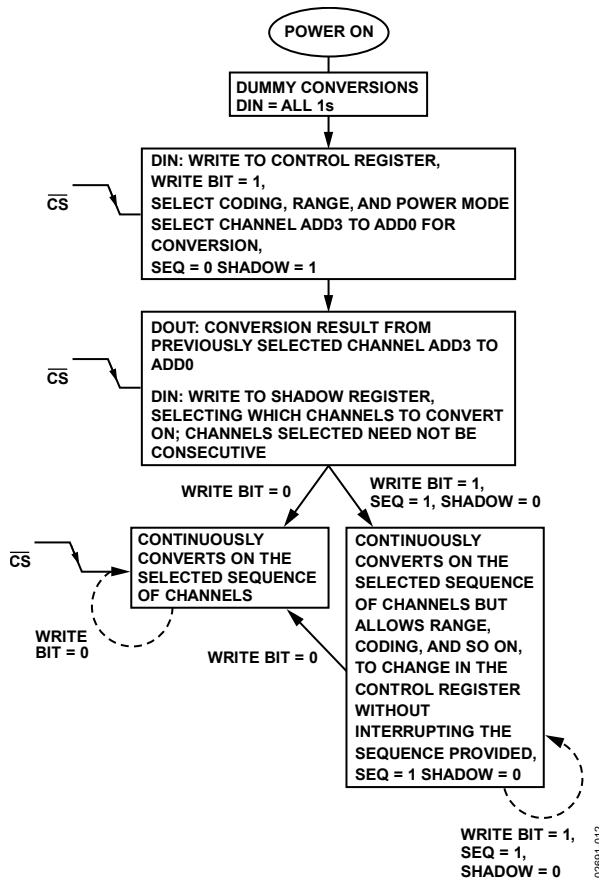 POWER ON
DUMMY CONVERSIONS
DIN = ALL 1s
CS
DIN: WRITE TO CONTROL REGISTER,
WRITE BIT = 1,
SELECT CODING, RANGE, AND POWER MODE
SELECT CHANNEL ADD3 TO ADD0 FOR
CONVERSION,
SEQ = 0 SHADOW = 1
CS
DOUT: CONVERSION RESULT FROM
PREVIOUSLY SELECTED CHANNEL ADD3 TO
ADD0
DIN: WRITE TO SHADOW REGISTER,
SELECTING WHICH CHANNELS TO CONVERT
ON; CHANNELS SELECTED NEED NOT BE
CONSECUTIVE
WRITE BIT = 0
WRITE BIT = 1,
SEQ = 1, SHADOW = 0
CS
CONTINUOUSLY
CONVERTS ON THE
SELECTED SEQUENCE
OF CHANNELS
WRITE
BIT = 0
WRITE BIT = 0
CONTINUOUSLY
CONVERTS ON THE
SELECTED SEQUENCE
OF CHANNELS BUT
ALLOWS RANGE,
CODING, AND SO ON,
TO CHANGE IN THE
CONTROL REGISTER
WITHOUT
INTERRUPTING THE
SEQUENCE PROVIDED,
SEQ = 1 SHADOW = 0
WRITE BIT = 1,
SEQ = 1,
SHADOW = 0
02691-012